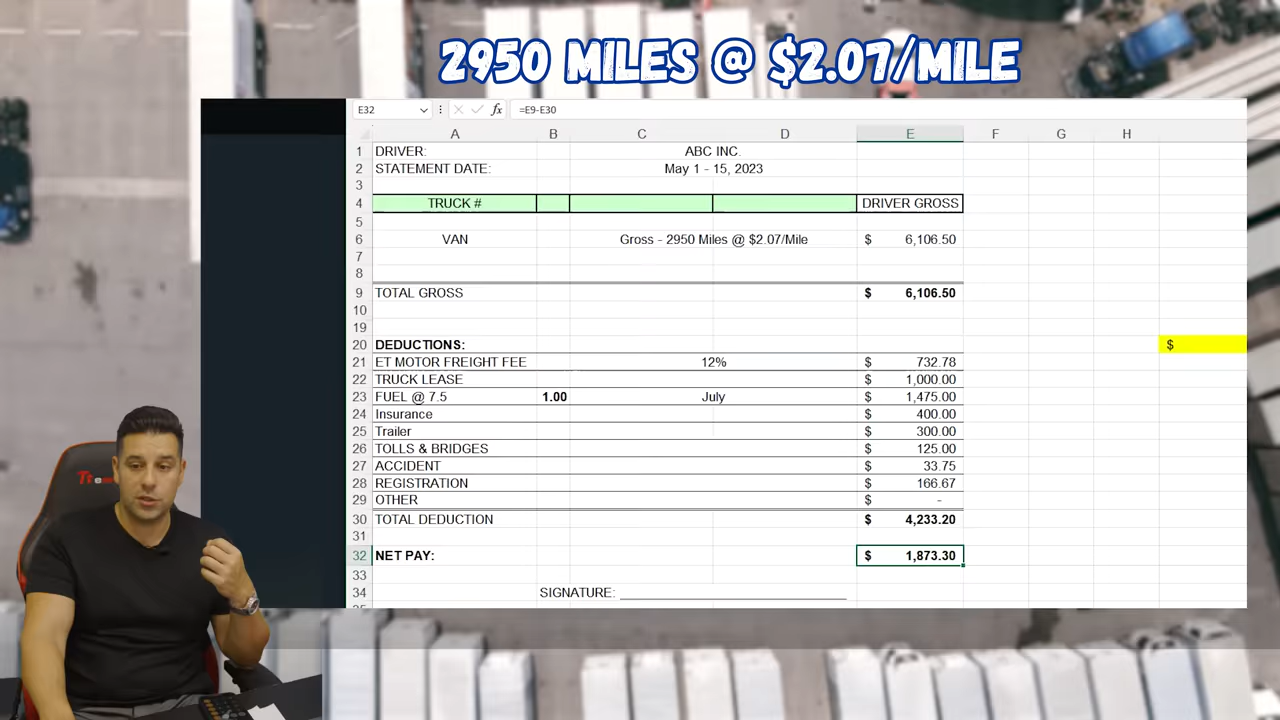 2950 MILES @ $2.07/MILE
E32 fx =E9-E30
A B C D E F G H
1 DRIVER: ABC INC.
2 STATEMENT DATE: May 1 - 15, 2023
3
4 TRUCK # DRIVER GROSS
5
6 VAN Gross - 2950 Miles @ $2.07/Mile $ 6,106.50
7
8
9 TOTAL GROSS $ 6,106.50
10
19
20 DEDUCTIONS: $
21 ET MOTOR FREIGHT FEE 12% $ 732.78
22 TRUCK LEASE $ 1,000.00
23 FUEL @ 7.5 1.00 July $ 1,475.00
24 Insurance $ 400.00
25 Trailer $ 300.00
26 TOLLS & BRIDGES $ 125.00
27 ACCIDENT $ 33.75
28 REGISTRATION $ 166.67
29 OTHER $ -
30 TOTAL DEDUCTION $ 4,233.20
31
32 NET PAY: $ 1,873.30
33
34 SIGNATURE: